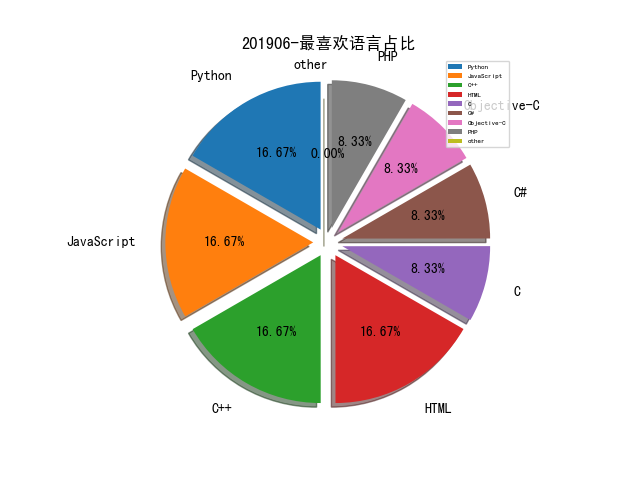 201906-最喜欢语言占比
Python
other
PHP
Objective-C
C#
C
HTML
C++
JavaScript
16.67%
0.00%
8.33%
8.33%
8.33%
8.33%
16.67%
16.67%
16.67%
Python
JavaScript
C++
HTML
C
C#
Objective-C
PHP
other